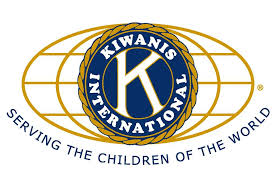 KIWANIS
K
INTERNATIONAL
®
SERVING THE CHILDREN OF THE WORLD